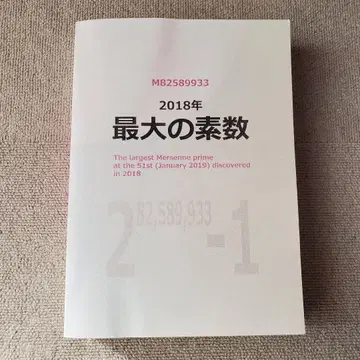 M82589933
2018年
最大の素数
The largest Mersenne prime
at the 51st (January 2019) discovered
in 2018
2^82,589,933-1